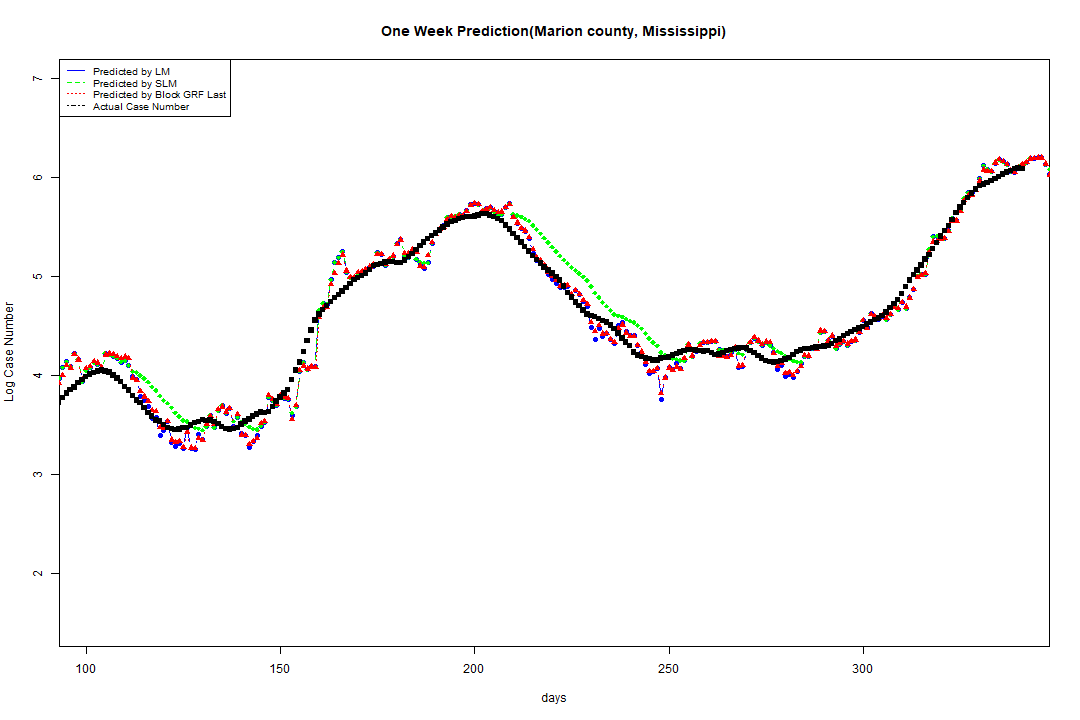 One Week Prediction(Marion county, Mississippi)
Predicted by LM
Predicted by SLM
Predicted by Block GRF Last
Actual Case Number
7
6
5
4
3
2
Log Case Number
100 150 200 250 300
days